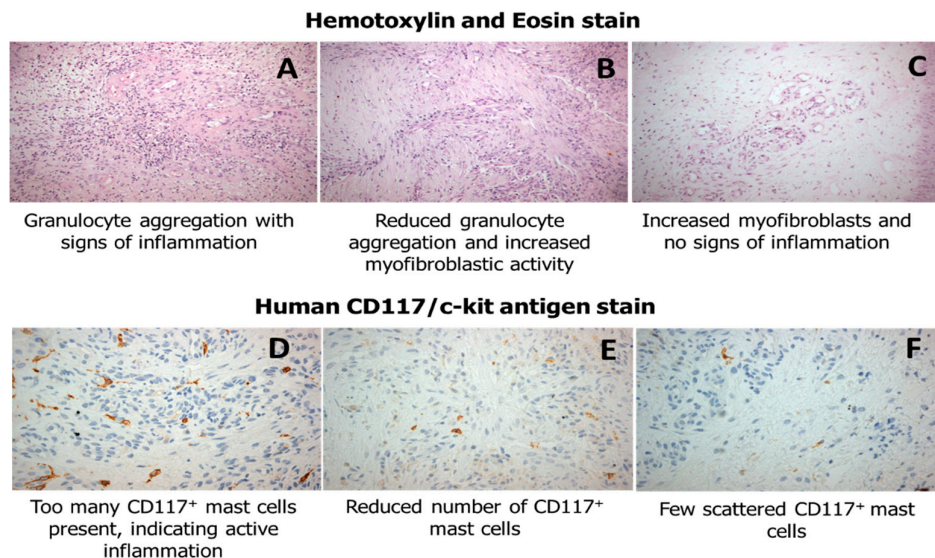 Hemotoxylin and Eosin stain
A
B
C
Granulocyte aggregation with
signs of inflammation
Reduced granulocyte
aggregation and increased
myofibroblastic activity
Increased myofibroblasts and
no signs of inflammation
Human CD117/c-kit antigen stain
D
E
F
Too many CD117⁺ mast cells
present, indicating active
inflammation
Reduced number of CD117⁺
mast cells
Few scattered CD117⁺ mast
cells